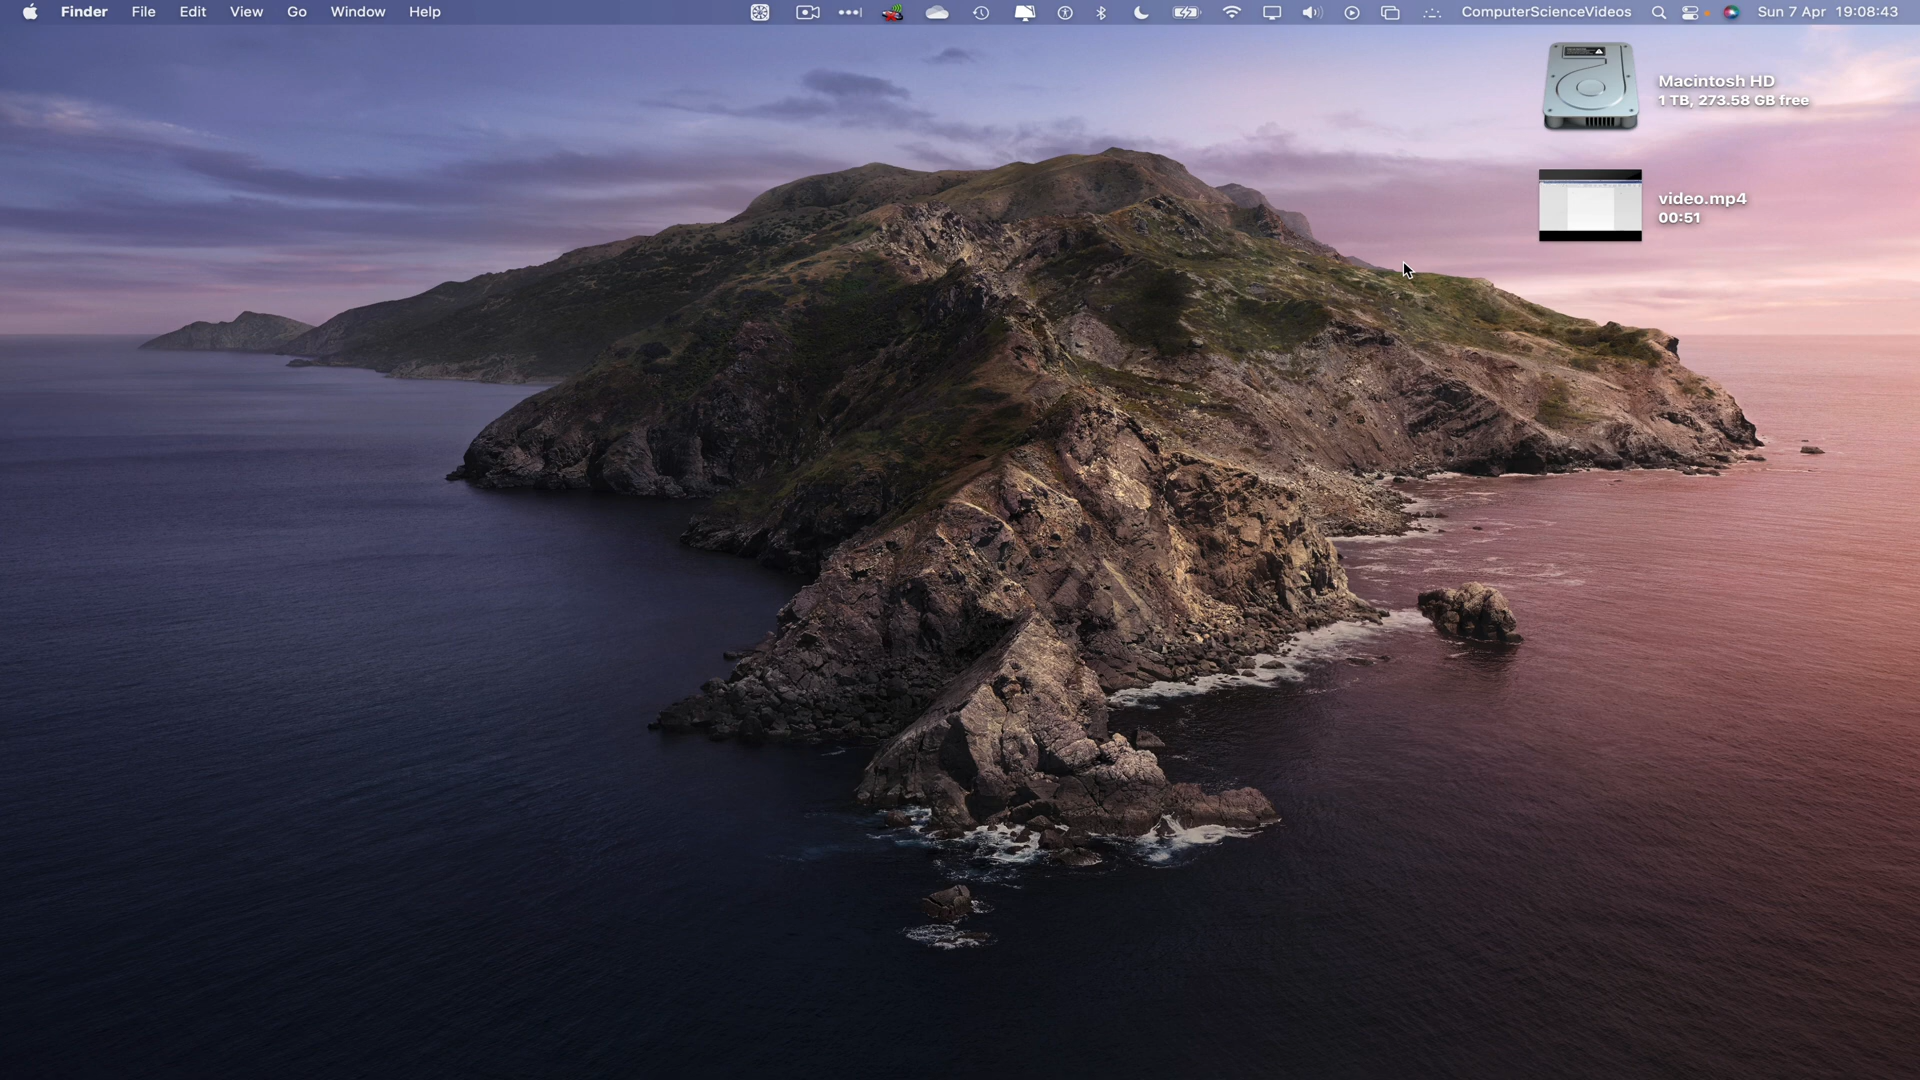 Finder File Edit View Go Window Help ComputerScienceVideos Sun 7 Apr 19:08:43
Macintosh HD
1 TB, 273.58 GB free
video.mp4
00:51